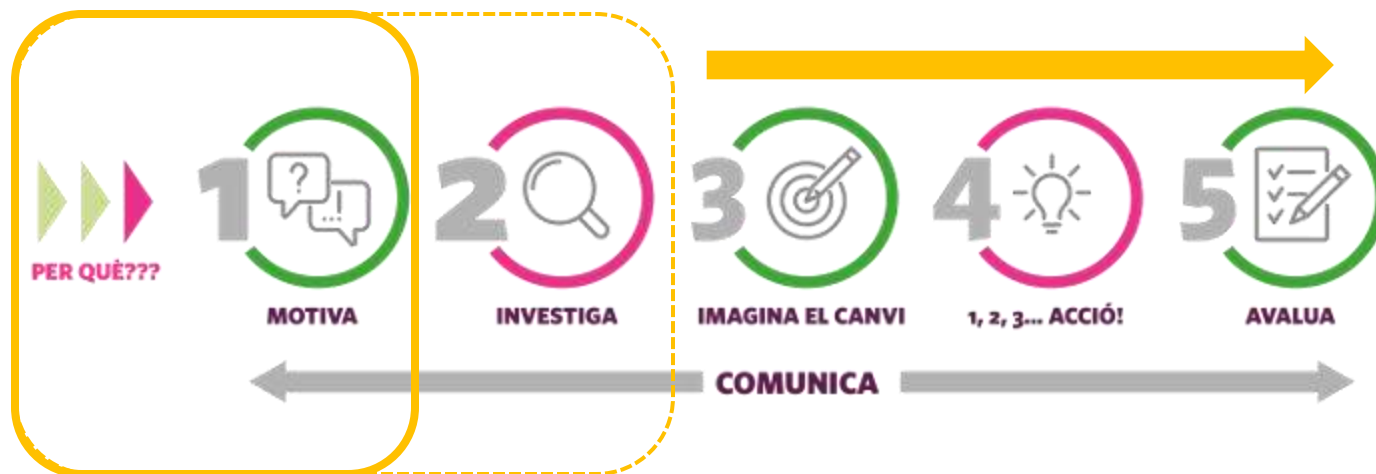 1
2
3
4
5
?
...!
PER QUÈ???
MOTIVA
INVESTIGA
IMAGINA EL CANVI
1, 2, 3... ACCIÓ!
AVALUA
COMUNICA